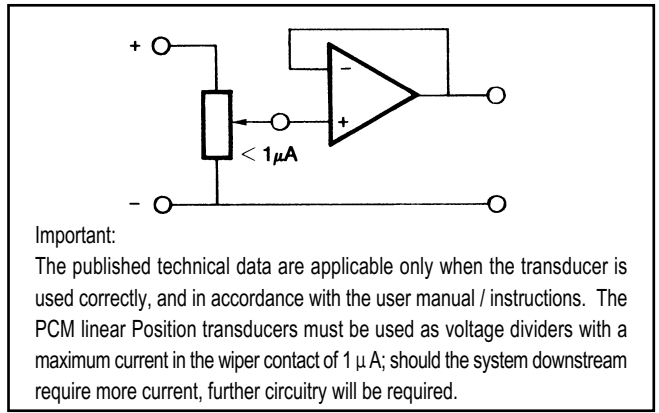 +
−
+
< 1μA
−
Important:
The published technical data are applicable only when the transducer is
used correctly, and in accordance with the user manual / instructions. The
PCM linear Position transducers must be used as voltage dividers with a
maximum current in the wiper contact of 1 μ A; should the system downstream
require more current, further circuitry will be required.